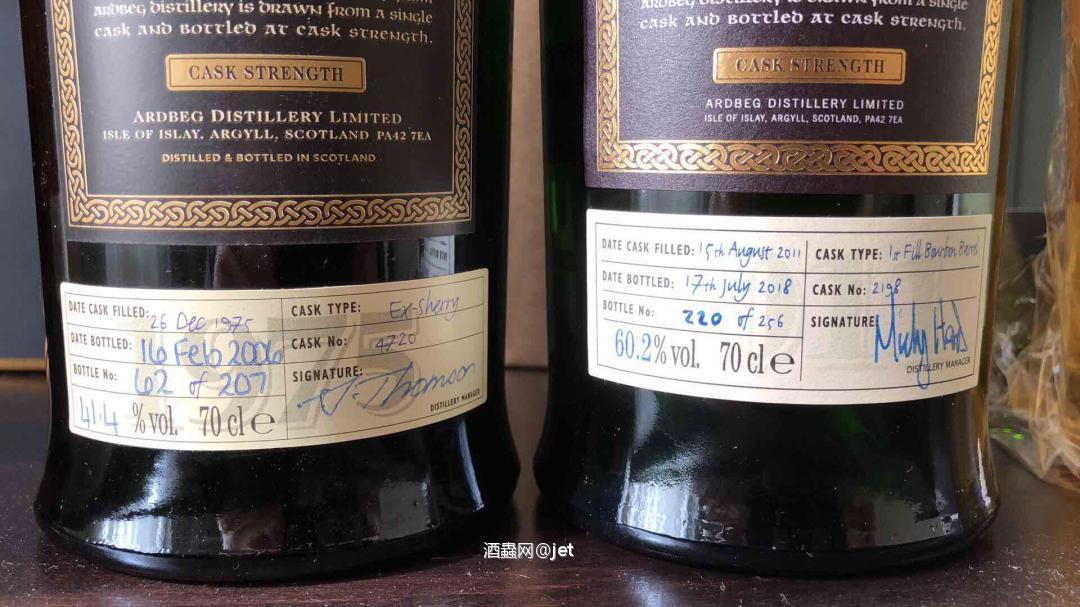 ARDBEG DISTILLERY IS DRAWN FROM A SINGLE
CASK AND BOTTLED AT CASK STRENGTH.
CASK STRENGTH
ARDBEG DISTILLERY LIMITED
ISLE OF ISLAY, ARGYLL, SCOTLAND PA42 7EA
DISTILLED & BOTTLED IN SCOTLAND
DATE CASK FILLED: 26 Dec 1975
DATE BOTTLED: 16 Feb 2006
BOTTLE No: 62 of 207
41.4 % vol. 70 cl e
CASK TYPE: Ex-Sherry
CASK No: 4720
SIGNATURE: S. Thomson
DISTILLERY MANAGER
ARDBEG DISTILLERY IS DRAWN FROM A SINGLE
CASK AND BOTTLED AT CASK STRENGTH.
CASK STRENGTH
ARDBEG DISTILLERY LIMITED
ISLE OF ISLAY, ARGYLL, SCOTLAND, PA42 7EA
DATE CASK FILLED: 15th August 2011
DATE BOTTLED: 17th July 2018
BOTTLE No: 220 of 256
60.2% vol. 70 cl e
CASK TYPE: 1st Fill Bourbon Barrel
CASK No: 2198
SIGNATURE:
DISTILLERY MANAGER
酒蟲网@jet